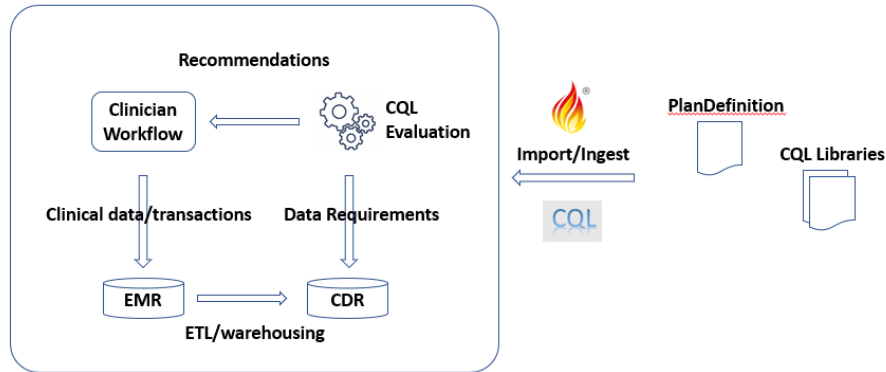 Recommendations
Clinician
Workflow
CQL
Evaluation
Clinical data/transactions
Data Requirements
EMR
CDR
ETL/warehousing
®
Import/Ingest
CQL
PlanDefinition
CQL Libraries